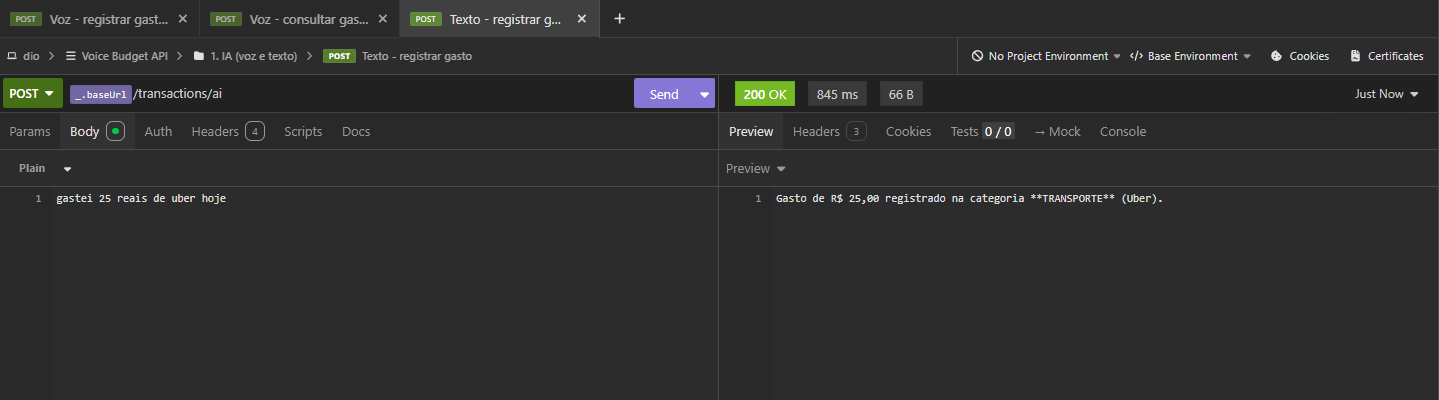 POST Voz - registrar gast... POST Voz - consultar gas... POST Texto - registrar g...
dio Voice Budget API 1. IA (voz e texto) POST Texto - registrar gasto No Project Environment Base Environment Cookies Certificates
POST _.baseUrl /transactions/ai Send 200 OK 845 ms 66 B Just Now
Params Body Auth Headers 4 Scripts Docs Preview Headers 3 Cookies Tests 0 / 0 → Mock Console
Plain Preview
1 gastei 25 reais de uber hoje 1 Gasto de R$ 25,00 registrado na categoria **TRANSPORTE** (Uber).